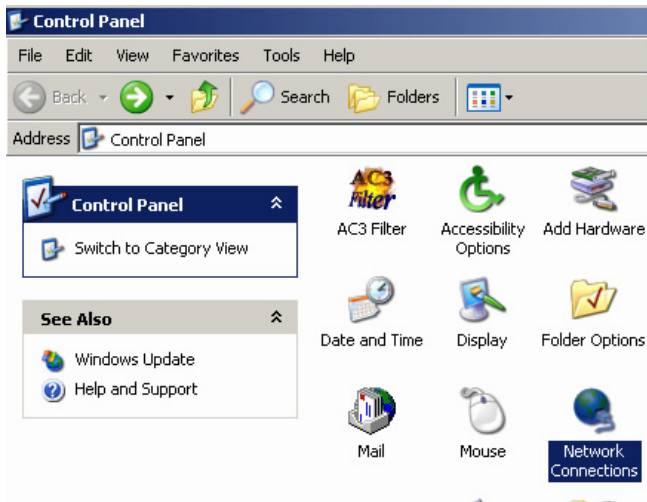 Control Panel
File Edit View Favorites Tools Help
Back Search Folders
Address Control Panel
Control Panel
Switch to Category View
See Also
Windows Update
Help and Support
AC3 Filter
AC3 Filter
Accessibility Options
Add Hardware
Date and Time
Display
Folder Options
Mail
Mouse
Network Connections